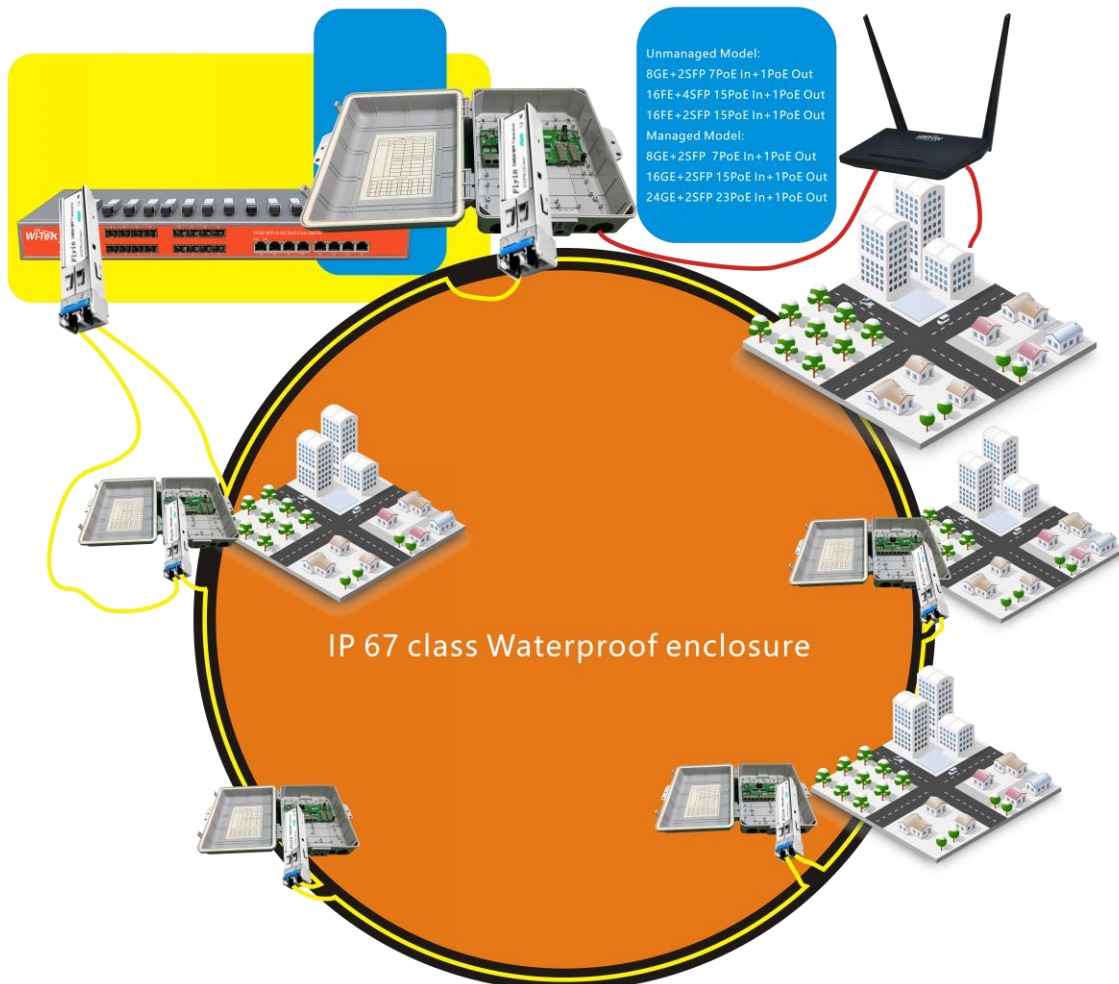 Unmanaged Model:
8GE+2SFP 7PoE In+1PoE Out
16FE+4SFP 15PoE In+1PoE Out
16FE+2SFP 15PoE In+1PoE Out
Managed Model:
8GE+2SFP 7PoE In+1PoE Out
16GE+2SFP 15PoE In+1PoE Out
24GE+2SFP 23PoE In+1PoE Out
Wi-Tek
Flyin
IP 67 class Waterproof enclosure